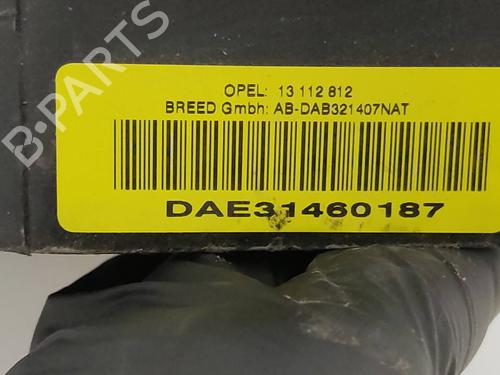 B-PARTS
OPEL: 13 112 812
BREED Gmbh: AB-DAB321407NAT
DAE31460187